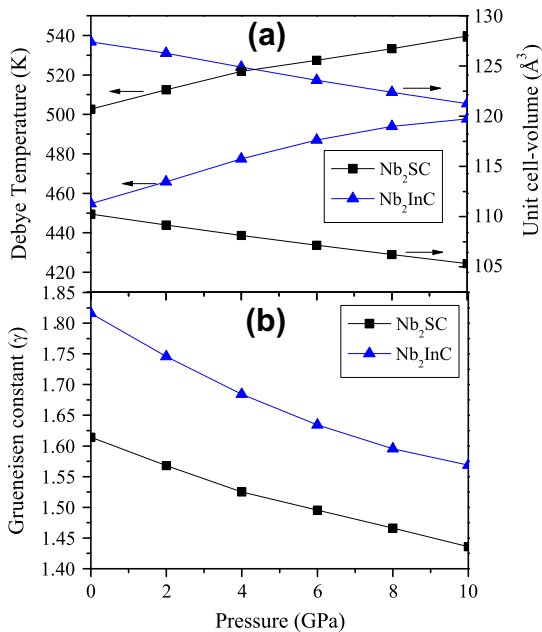 (a)
Debye Temperature (K)
540
520
500
480
460
440
420
Unit cell-volume (Å³)
130
125
120
115
110
105
Nb₂SC
Nb₂InC
(b)
Grueneisen constant (γ)
1.85
1.80
1.75
1.70
1.65
1.60
1.55
1.50
1.45
1.40
Nb₂SC
Nb₂InC
0 2 4 6 8 10
Pressure (GPa)